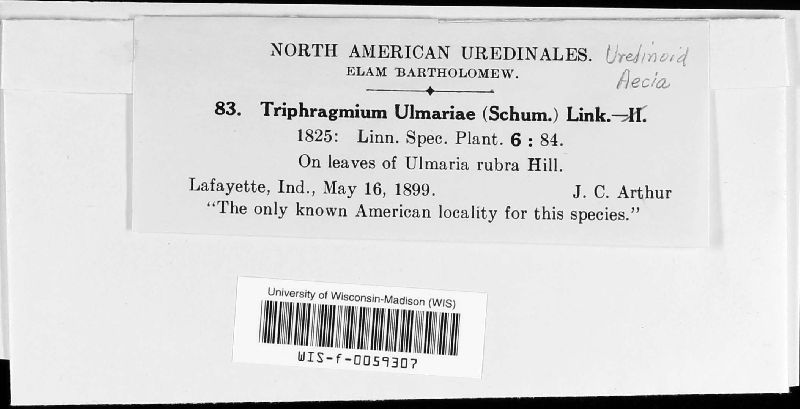 NORTH AMERICAN UREDINALES. Uredinoid
ELAM BARTHOLOMEW. Aecia
83. Triphragmium Ulmariae (Schum.) Link.—II.
1825: Linn. Spec. Plant. 6 : 84.
On leaves of Ulmaria rubra Hill.
Lafayette, Ind., May 16, 1899. J. C. Arthur
"The only known American locality for this species."
University of Wisconsin-Madison (WIS)
WIS-f-0059307